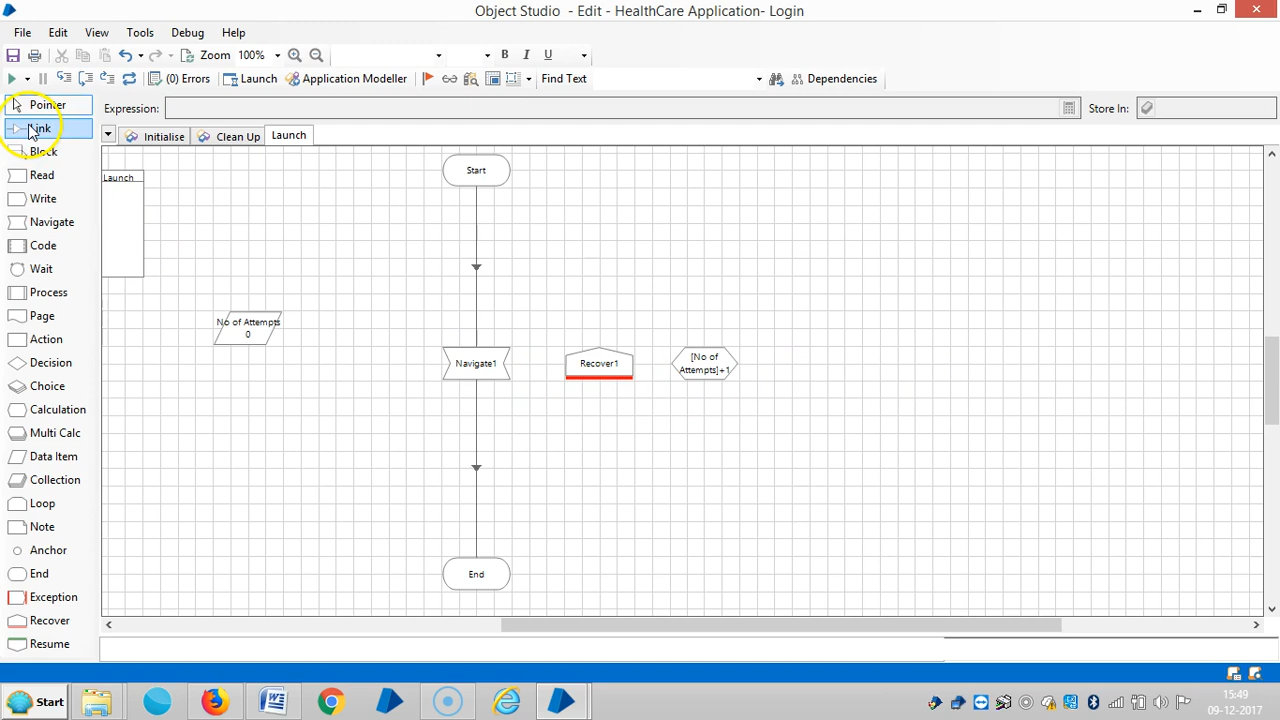 Object Studio - Edit - HealthCare Application- Login
File Edit View Tools Debug Help
Zoom 100% B I U
(0) Errors Launch Application Modeller Find Text Dependencies
Pointer
Link
Block
Read
Write
Navigate
Code
Wait
Process
Page
Action
Decision
Choice
Calculation
Multi Calc
Data Item
Collection
Loop
Note
Anchor
End
Exception
Recover
Resume
Expression: Store In:
Initialise Clean Up Launch
Launch
Start
No of Attempts
0
Navigate1
Recover1
[No of
Attempts]+1
End
Start
15:49
09-12-2017